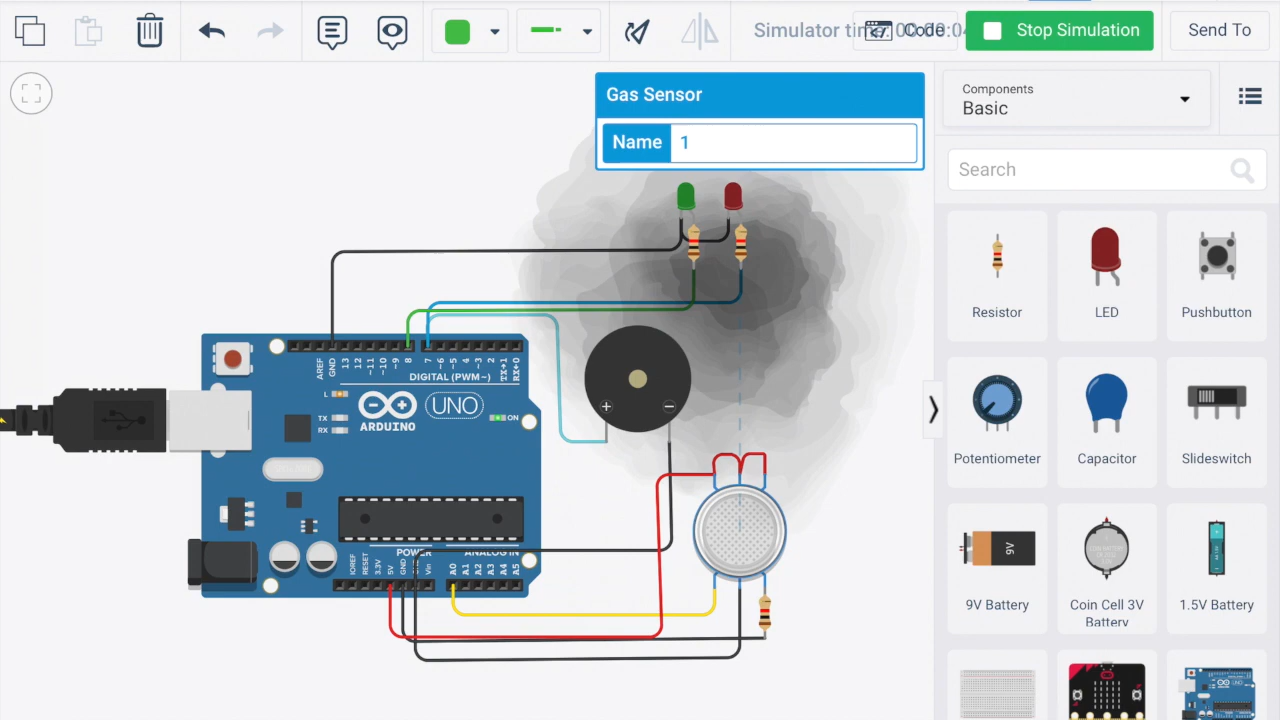 Simulator time: 00:00:04
Code
Stop Simulation
Send To
Gas Sensor
Name 1
Components
Basic
Search
Resistor
LED
Pushbutton
Potentiometer
Capacitor
Slideswitch
9V
9V Battery
Coin Cell 3V
Battery
1.5V Battery
AREF
GND
13
12
~11
~10
~9
8
7
~6
~5
4
~3
2
TX→1
RX←0
DIGITAL (PWM~)
L
TX
RX
ARDUINO
UNO
ON
POWER
ANALOG IN
IOREF
RESET
3.3V
5V
GND
Vin
A0
A1
A2
A3
A4
A5